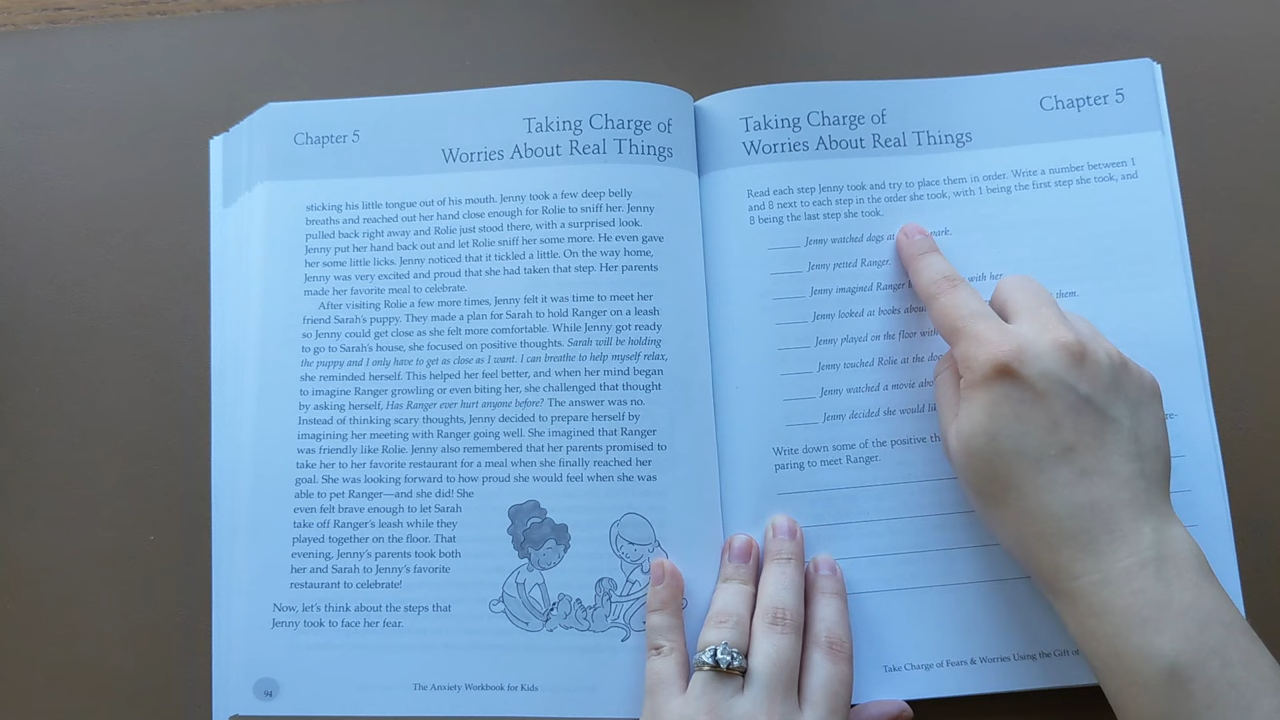 Chapter 5
Taking Charge of
Worries About Real Things
sticking his little tongue out of his mouth. Jenny took a few deep belly
breaths and reached out her hand close enough for Rolie to sniff her. Jenny
pulled back right away and Rolie just stood there, with a surprised look.
Jenny put her hand back out and let Rolie sniff her some more. He even gave
her some little licks. Jenny noticed that it tickled a little. On the way home,
Jenny was very excited and proud that she had taken that step. Her parents
made her favorite meal to celebrate.
After visiting Rolie a few more times, Jenny felt it was time to meet her
friend Sarah's puppy. They made a plan for Sarah to hold Ranger on a leash
so Jenny could get close as she felt more comfortable. While Jenny got ready
to go to Sarah's house, she focused on positive thoughts. Sarah will be holding
the puppy and I only have to get as close as I want. I can breathe to help myself relax,
she reminded herself. This helped her feel better, and when her mind began
to imagine Ranger growling or even biting her, she challenged that thought
by asking herself, Has Ranger ever hurt anyone before? The answer was no.
Instead of thinking scary thoughts, Jenny decided to prepare herself by
imagining her meeting with Ranger going well. She imagined that Ranger
was friendly like Rolie. Jenny also remembered that her parents promised to
take her to her favorite restaurant for a meal when she finally reached her
goal. She was looking forward to how proud she would feel when she was
able to pet Ranger—and she did! She
even felt brave enough to let Sarah
take off Ranger's leash while they
played together on the floor. That
evening, Jenny's parents took both
her and Sarah to Jenny's favorite
restaurant to celebrate!
Now, let's think about the steps that
Jenny took to face her fear.
94
The Anxiety Workbook for Kids
Taking Charge of
Worries About Real Things
Chapter 5
Read each step Jenny took and try to place them in order. Write a number between 1
and 8 next to each step in the order she took, with 1 being the first step she took, and
8 being the last step she took.
Jenny watched dogs at park.
Jenny petted Ranger.
Jenny imagined Ranger with her.
Jenny looked at books them.
Jenny played on the floor with
Jenny touched Rolie at the
Jenny watched a movie
Jenny decided she would
Write down some of the positive
paring to meet Ranger.
Take Charge of Fears & Worries Using the Gift of